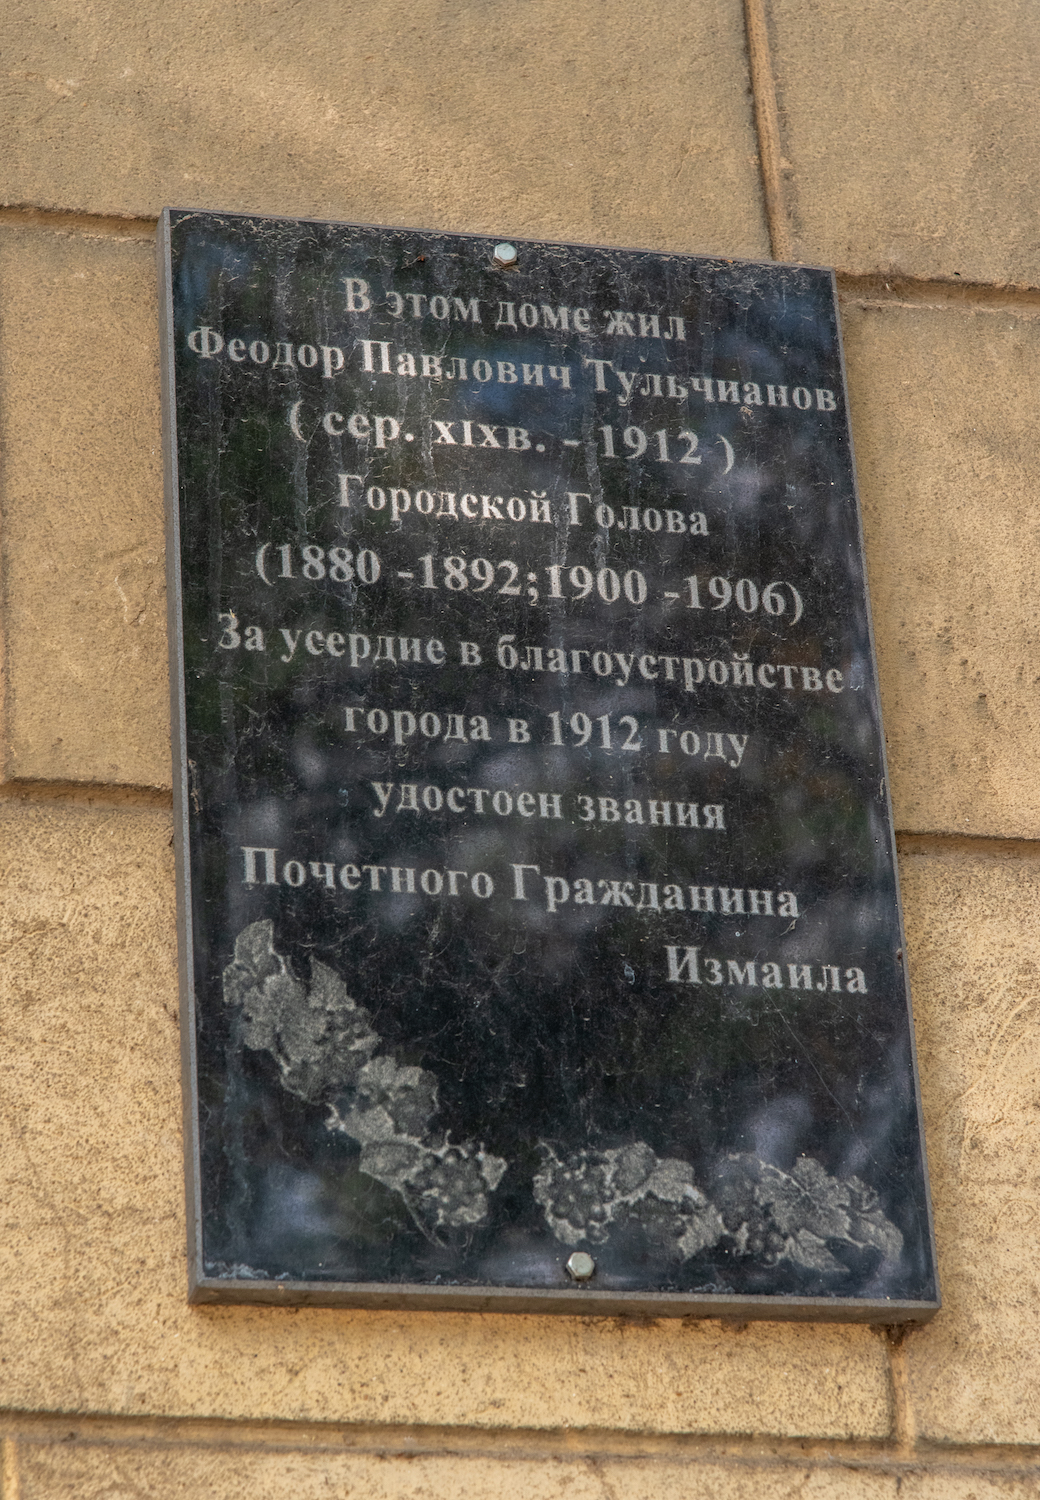 В этом доме жил
Феодор Павлович Тульчианов
( сер. XIXв. - 1912 )
Городской Голова
(1880 -1892;1900 -1906)
За усердие в благоустройстве
города в 1912 году
удостоен звания
Почетного Гражданина
Измаила